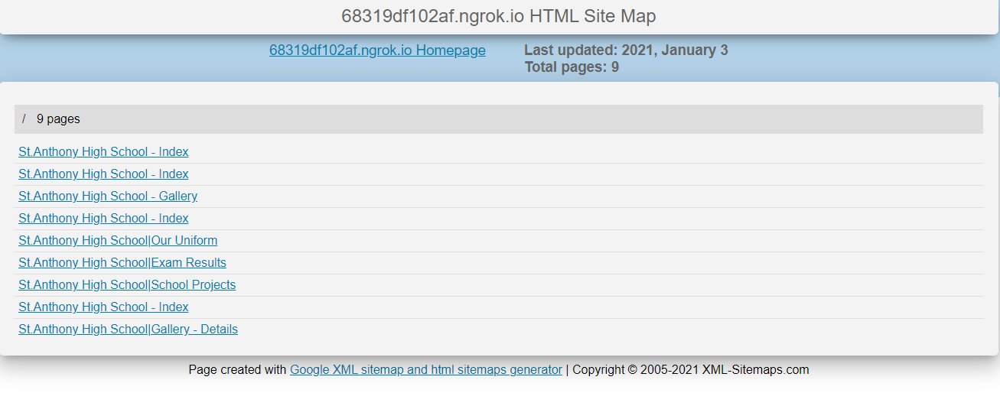 68319df102af.ngrok.io HTML Site Map
68319df102af.ngrok.io Homepage Last updated: 2021, January 3
Total pages: 9
/ 9 pages
St.Anthony High School - Index
St.Anthony High School - Index
St.Anthony High School - Gallery
St.Anthony High School - Index
St.Anthony High School|Our Uniform
St.Anthony High School|Exam Results
St.Anthony High School|School Projects
St.Anthony High School - Index
St.Anthony High School|Gallery - Details
Page created with Google XML sitemap and html sitemaps generator | Copyright © 2005-2021 XML-Sitemaps.com